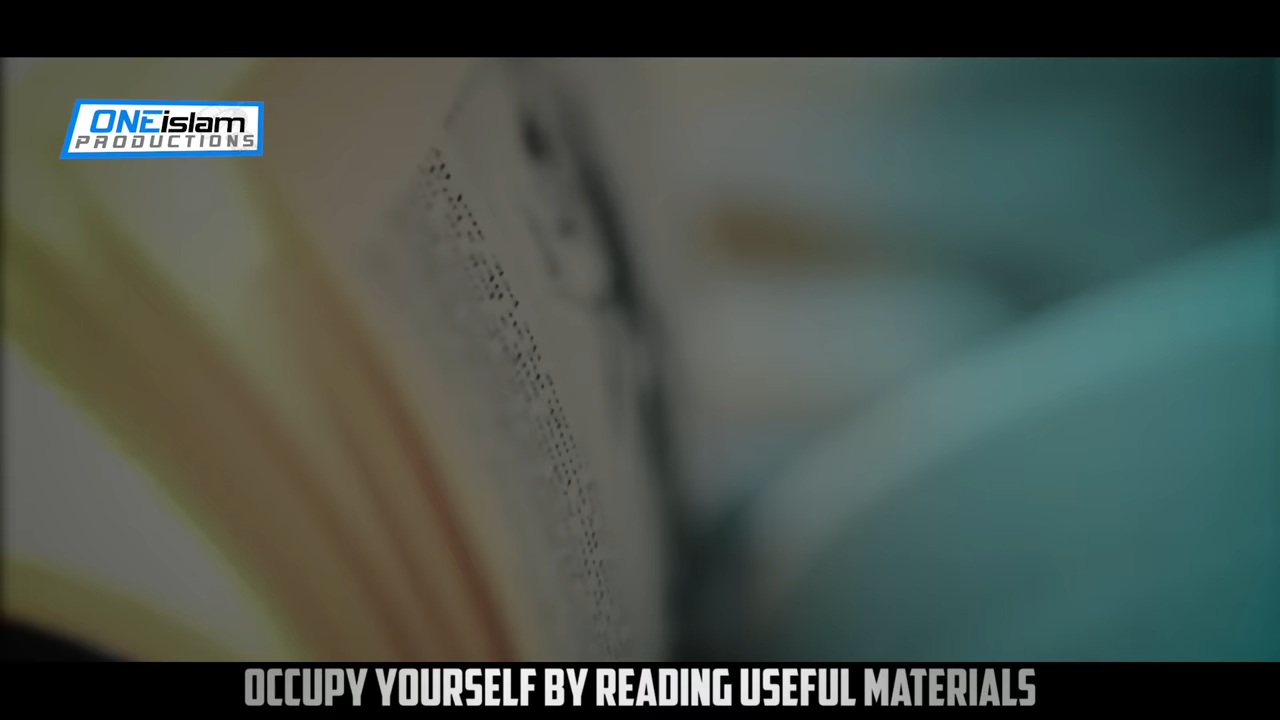 ONEislam
PRODUCTIONS
OCCUPY YOURSELF BY READING USEFUL MATERIALS